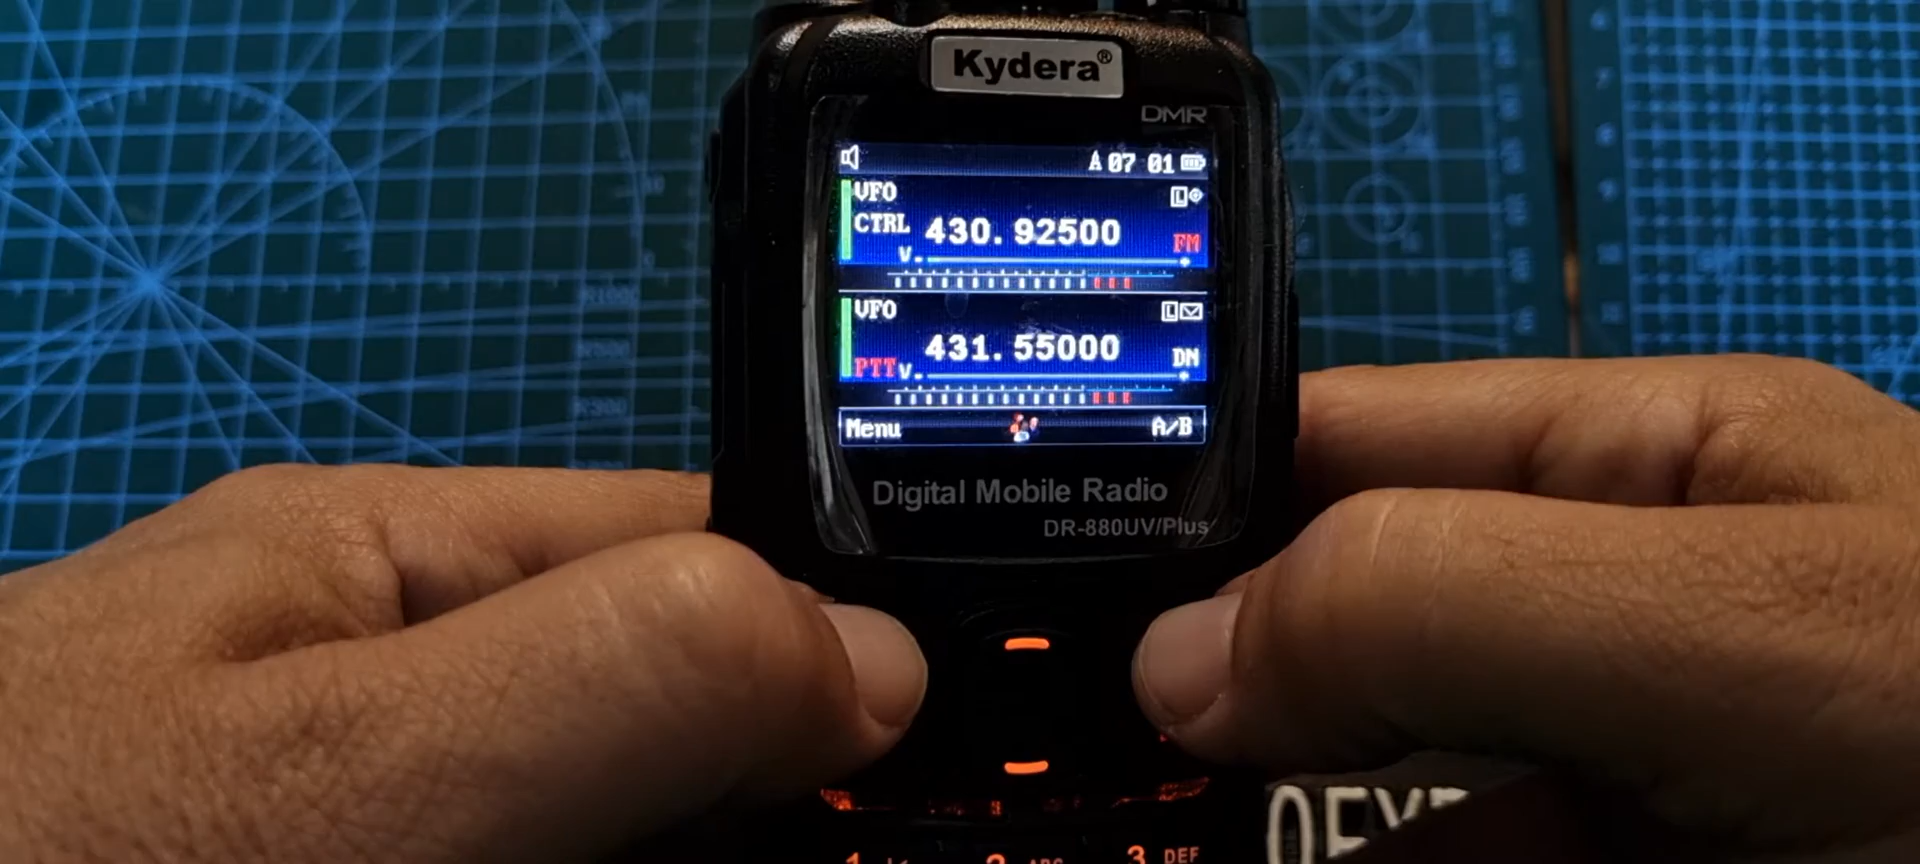 Kydera®
DMR
A 07 01
VFO L
CTRL 430.92500 FM
V.
VFO L
431.55000 DN
PTT V.
Menu A/B
Digital Mobile Radio
DR-880UV/Plus
1
2 ABC
3 DEF